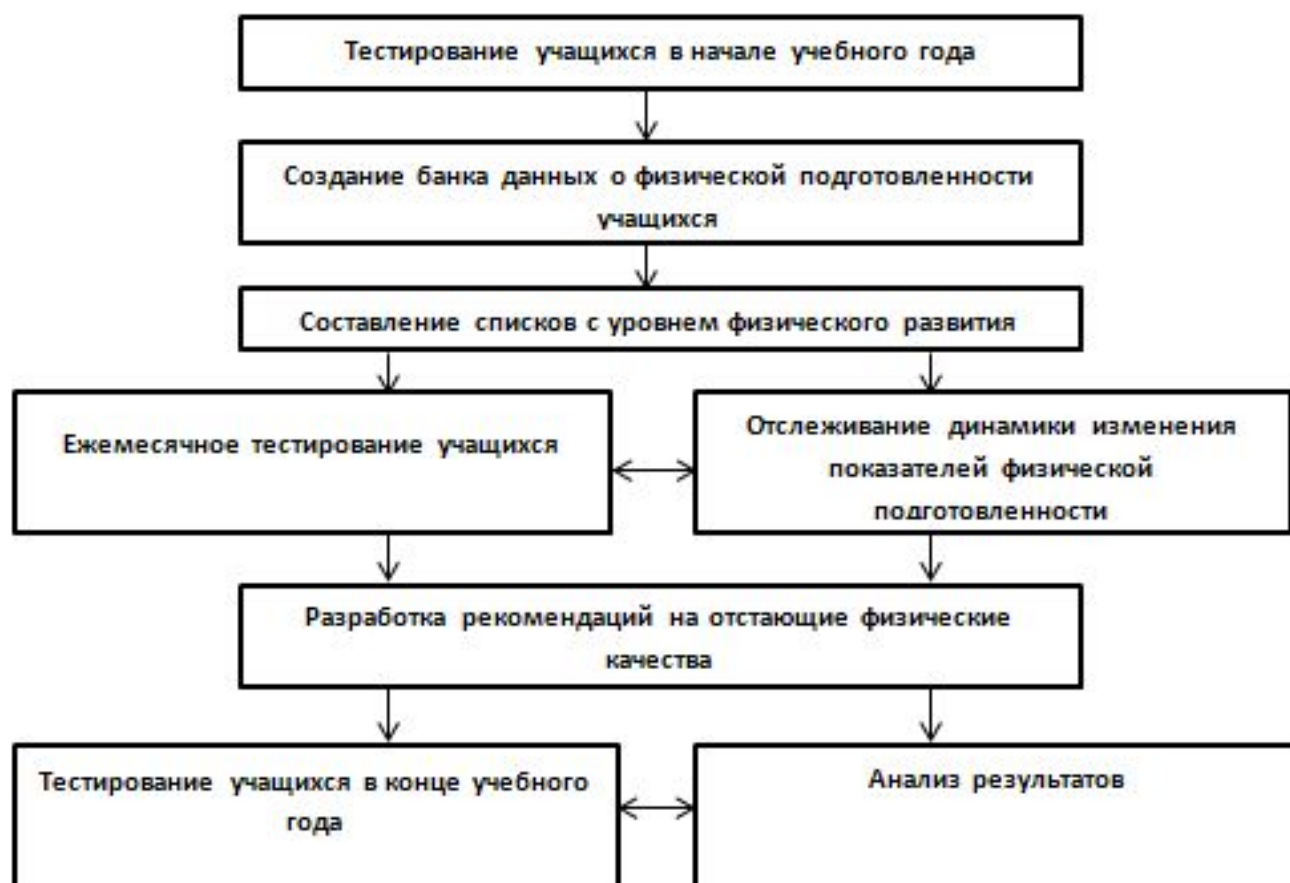 Тестирование учащихся в начале учебного года
Создание банка данных о физической подготовленности
учащихся
Составление списков с уровнем физического развития
Ежемесячное тестирование учащихся
Отслеживание динамики изменения
показателей физической
подготовленности
Разработка рекомендаций на отстающие физические
качества
Тестирование учащихся в конце учебного
года
Анализ результатов